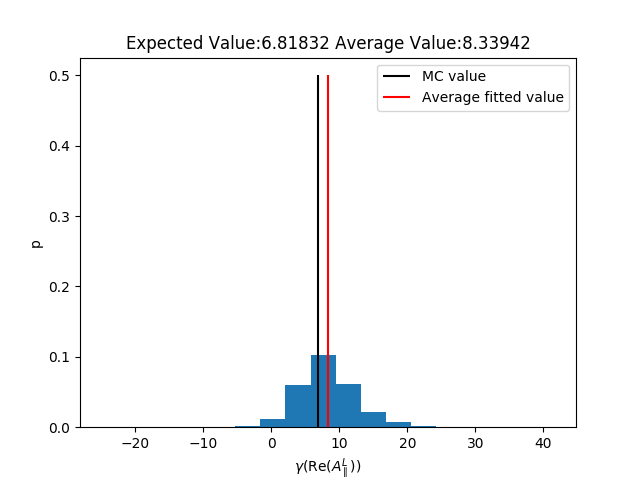 Expected Value:6.81832 Average Value:8.33942
MC value
Average fitted value
0.5
0.4
0.3
0.2
0.1
0.0
p
−20 −10 0 10 20 30 40
γ(Re(A_∥^L))